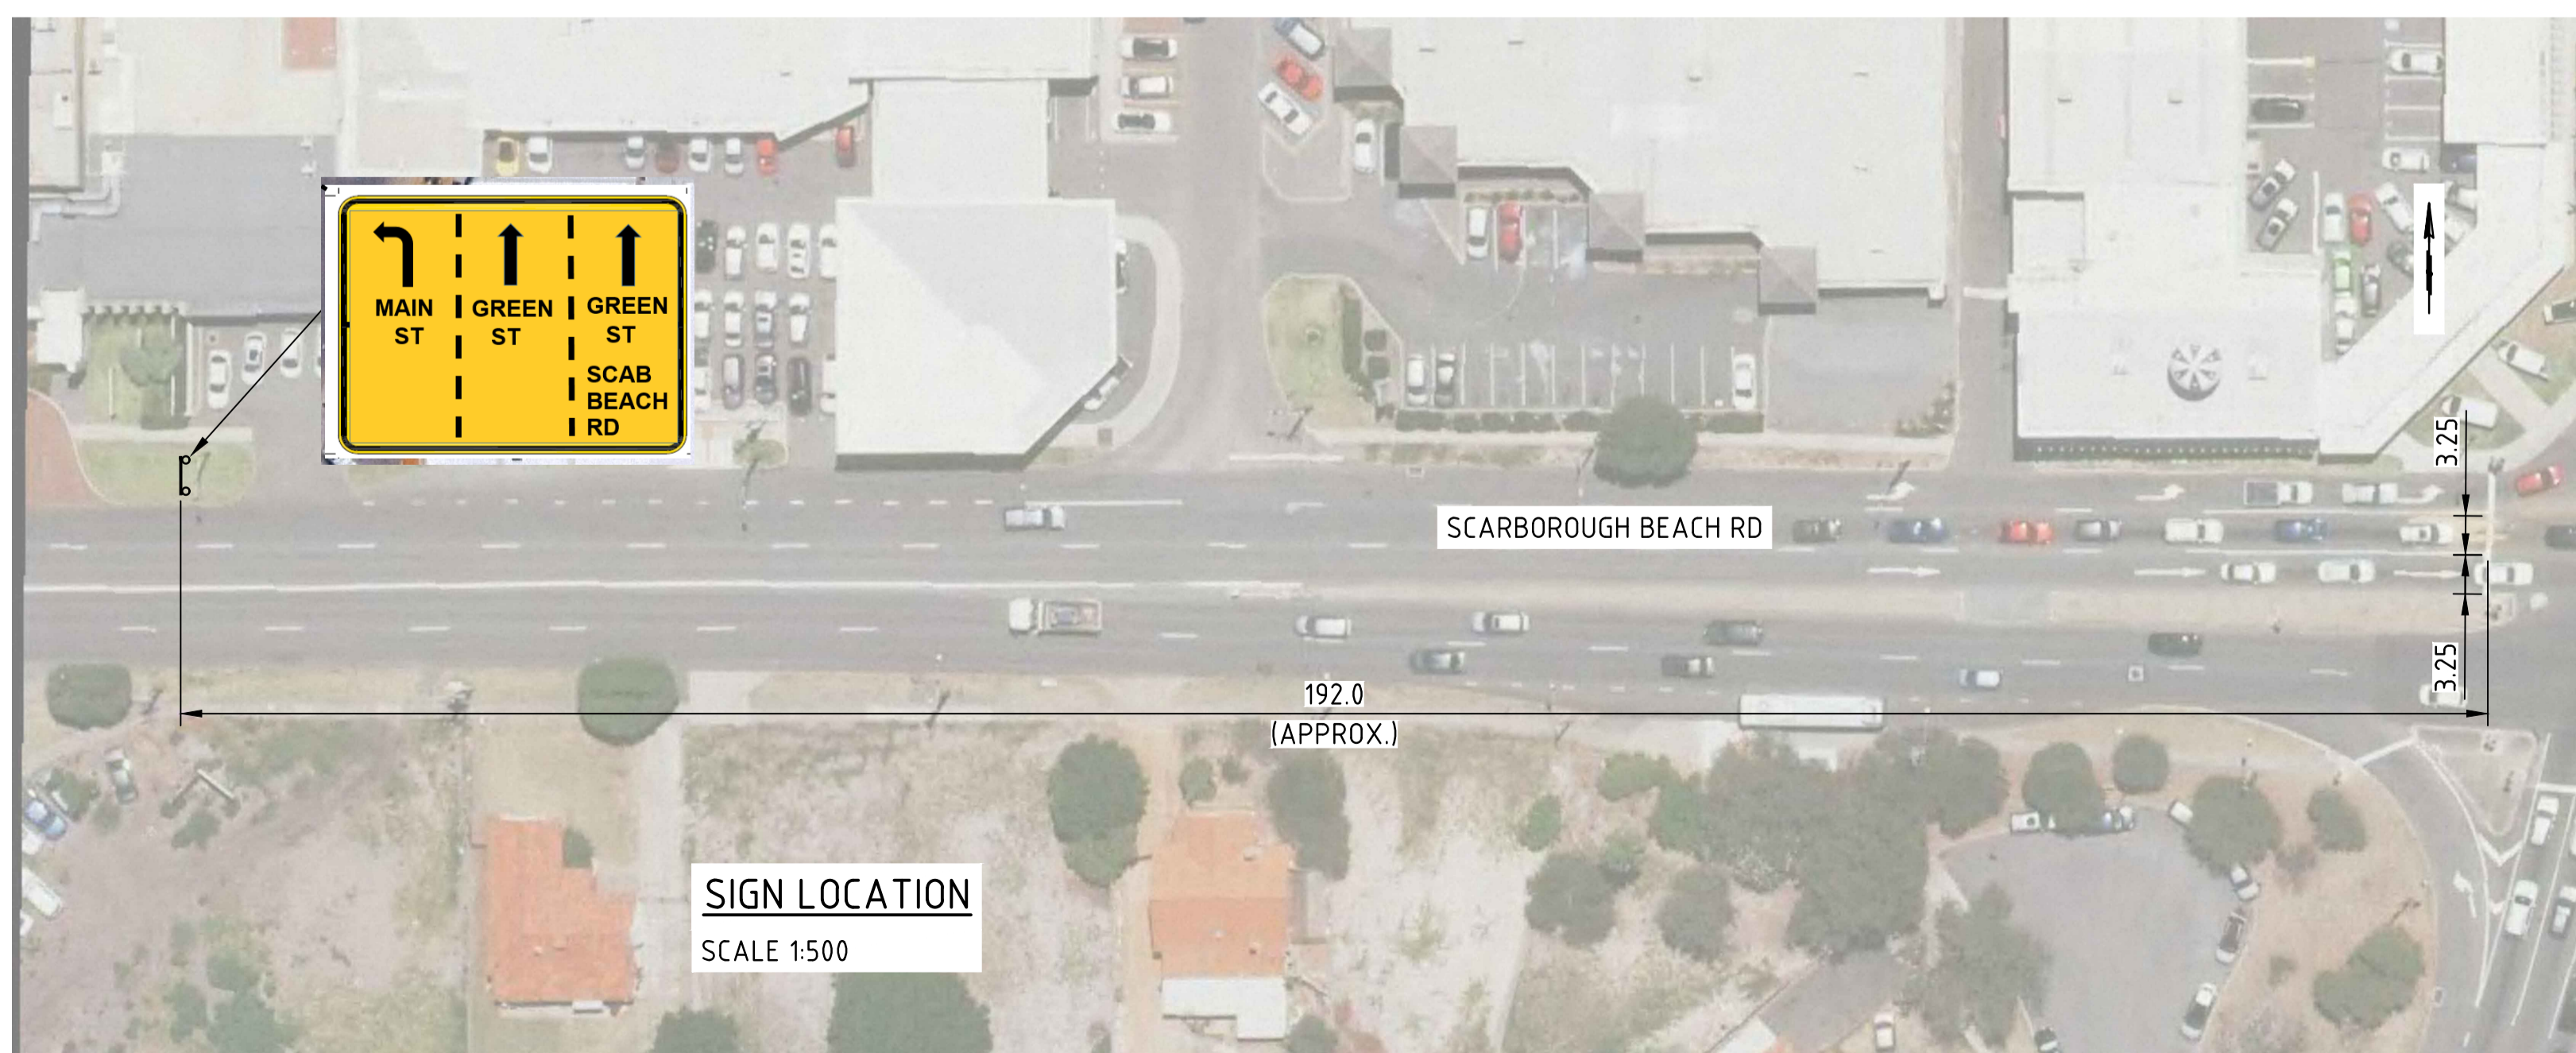 MAIN
ST
GREEN
ST
GREEN
ST
SCAB
BEACH
RD
3.25
SCARBOROUGH BEACH RD
3.25
192.0
(APPROX.)
SIGN LOCATION
SCALE 1:500